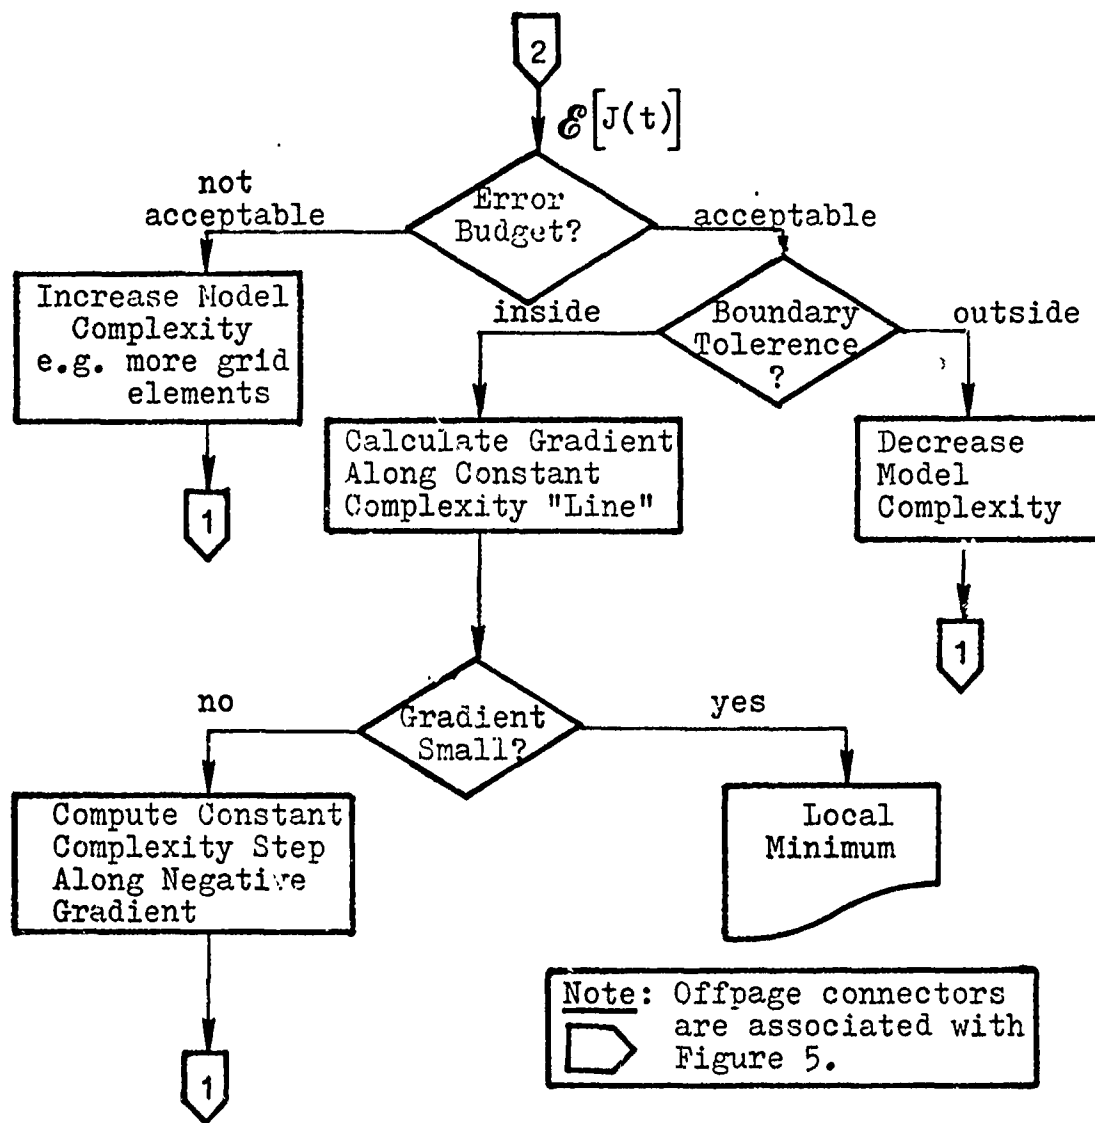 2
ℰ[J(t)]
Error
Budget?
not
acceptable
acceptable
Increase Model
Complexity
e.g. more grid
elements
1
Boundary
Tolerence
?
inside
outside
Calculate Gradient
Along Constant
Complexity "Line"
Decrease
Model
Complexity
1
Gradient
Small?
no
yes
Compute Constant
Complexity Step
Along Negative
Gradient
1
Local
Minimum
Note: Offpage connectors
are associated with
Figure 5.